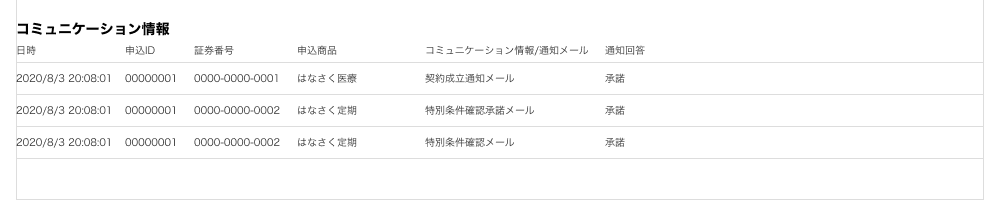 コミュニケーション情報
日時 申込ID 証券番号 申込商品 コミュニケーション情報/通知メール 通知回答
2020/8/3 20:08:01 00000001 0000-0000-0001 はなさく医療 契約成立通知メール 承諾
2020/8/3 20:08:01 00000001 0000-0000-0002 はなさく定期 特別条件確認承諾メール 承諾
2020/8/3 20:08:01 00000001 0000-0000-0002 はなさく定期 特別条件確認メール 承諾